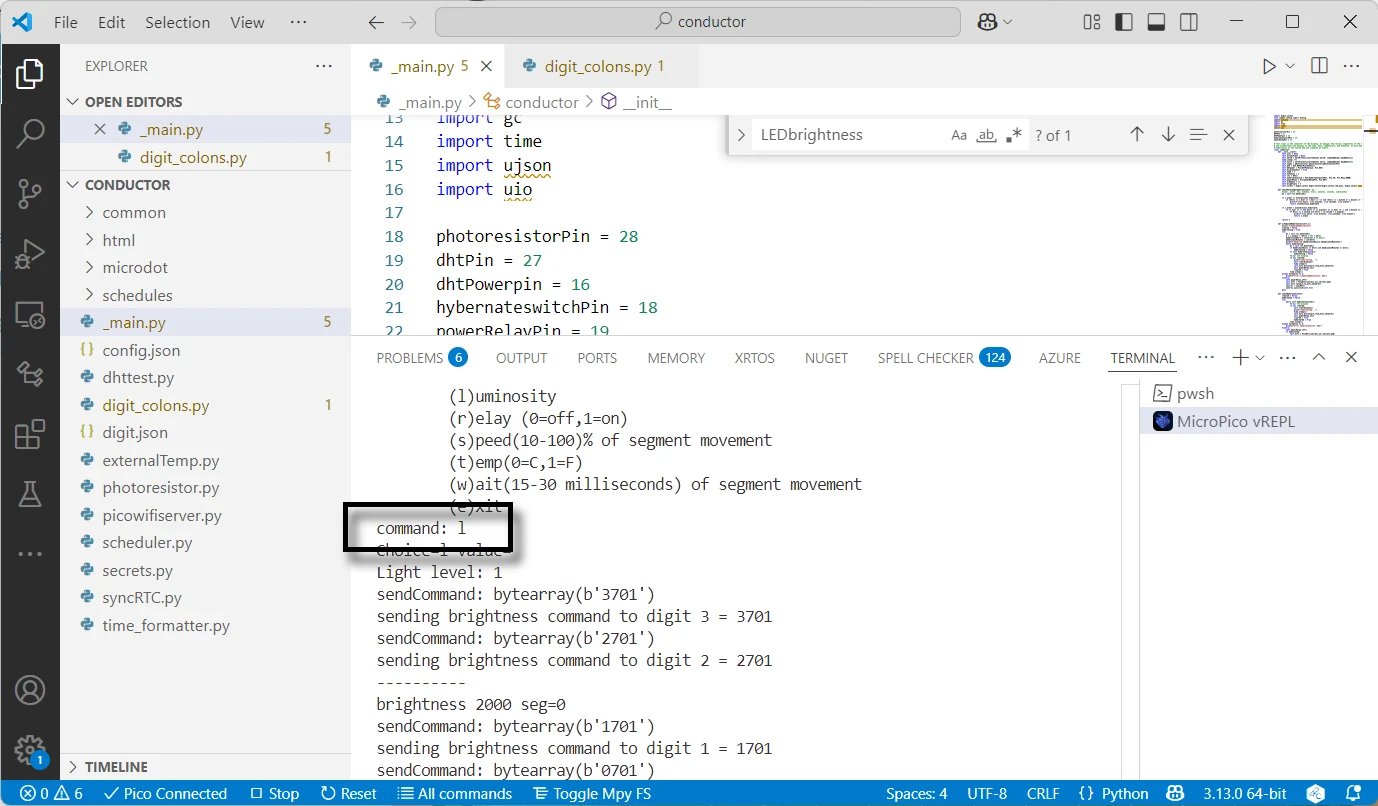 File Edit Selection View ··· conductor
EXPLORER ···
OPEN EDITORS
_main.py 5
digit_colons.py 1
CONDUCTOR
common
html
microdot
schedules
_main.py 5
config.json
dhttest.py
digit_colons.py 1
digit.json
externalTemp.py
photoresistor.py
picowifiserver.py
scheduler.py
secrets.py
syncRTC.py
time_formatter.py
TIMELINE
1
_main.py 5 digit_colons.py 1
_main.py > conductor > __init__
LEDbrightness Aa ab .* ? of 1
13 import gc
14 import time
15 import ujson
16 import uio
17
18 photoresistorPin = 28
19 dhtPin = 27
20 dhtPowerpin = 16
21 hybernateswitchPin = 18
22 powerRelayPin = 19
PROBLEMS 6 OUTPUT PORTS MEMORY XRTOS NUGET SPELL CHECKER 124 AZURE TERMINAL ···
(l)uminosity
(r)elay (0=off,1=on)
(s)peed(10-100)% of segment movement
(t)emp(0=C,1=F)
(w)ait(15-30 milliseconds) of segment movement
(e)xit
command: l
Choice=l value=
Light level: 1
sendCommand: bytearray(b'3701')
sending brightness command to digit 3 = 3701
sendCommand: bytearray(b'2701')
sending brightness command to digit 2 = 2701
----------
brightness 2000 seg=0
sendCommand: bytearray(b'1701')
sending brightness command to digit 1 = 1701
sendCommand: bytearray(b'0701')
pwsh
MicroPico vREPL
0 6 Pico Connected Stop Reset All commands Toggle Mpy FS Spaces: 4 UTF-8 CRLF {} Python 3.13.0 64-bit